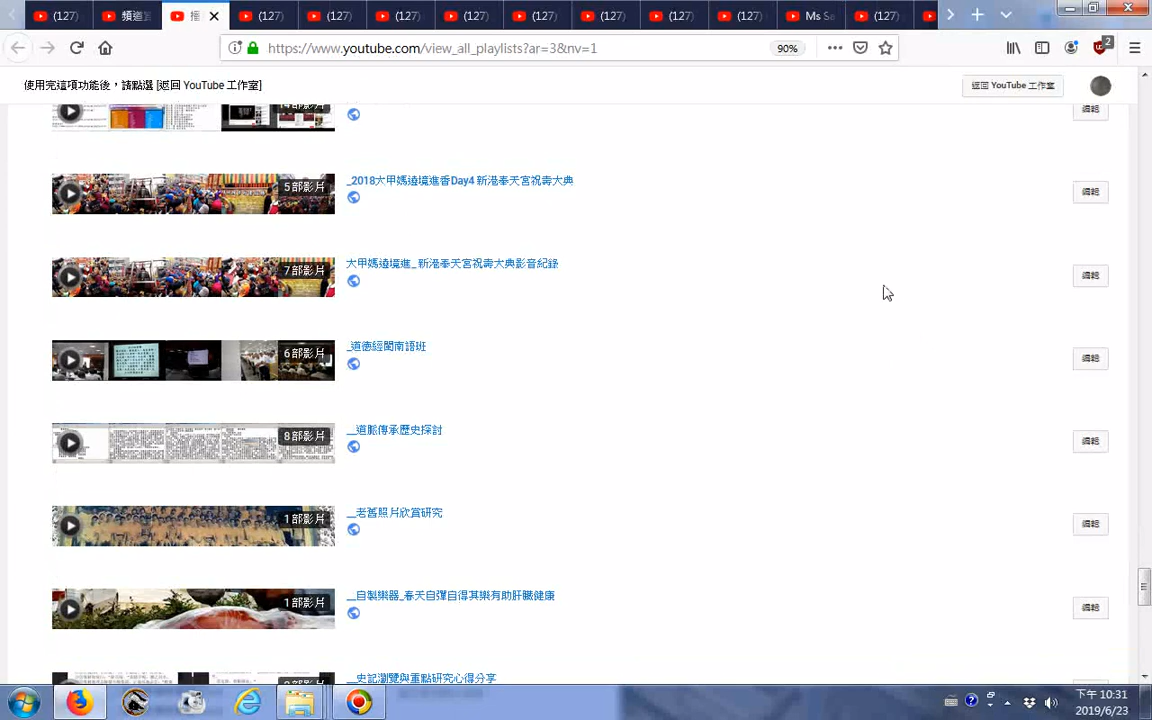 (127)
頻道
播
(127)
(127)
(127)
(127)
(127)
(127)
(127)
(127)
Ms Sa
(127)
https://www.youtube.com/view_all_playlists?ar=3&nv=1
90%
2
使用完這項功能後，請點選 [返回 YouTube 工作室]
返回 YouTube 工作室
14部影片
編輯
5部影片
_2018大甲媽遶境進香Day4 新港奉天宮祝壽大典
編輯
7部影片
大甲媽遶境進_新港奉天宮祝壽大典影音紀錄
編輯
6部影片
_道德經閩南語班
編輯
8部影片
__道脈傳承歷史探討
編輯
1部影片
__老舊照片欣賞研究
編輯
1部影片
__自製樂器_春天自彈自得其樂有助肝臟健康
編輯
__史記瀏覽與重點研究心得分享
下午 10:31
2019/6/23